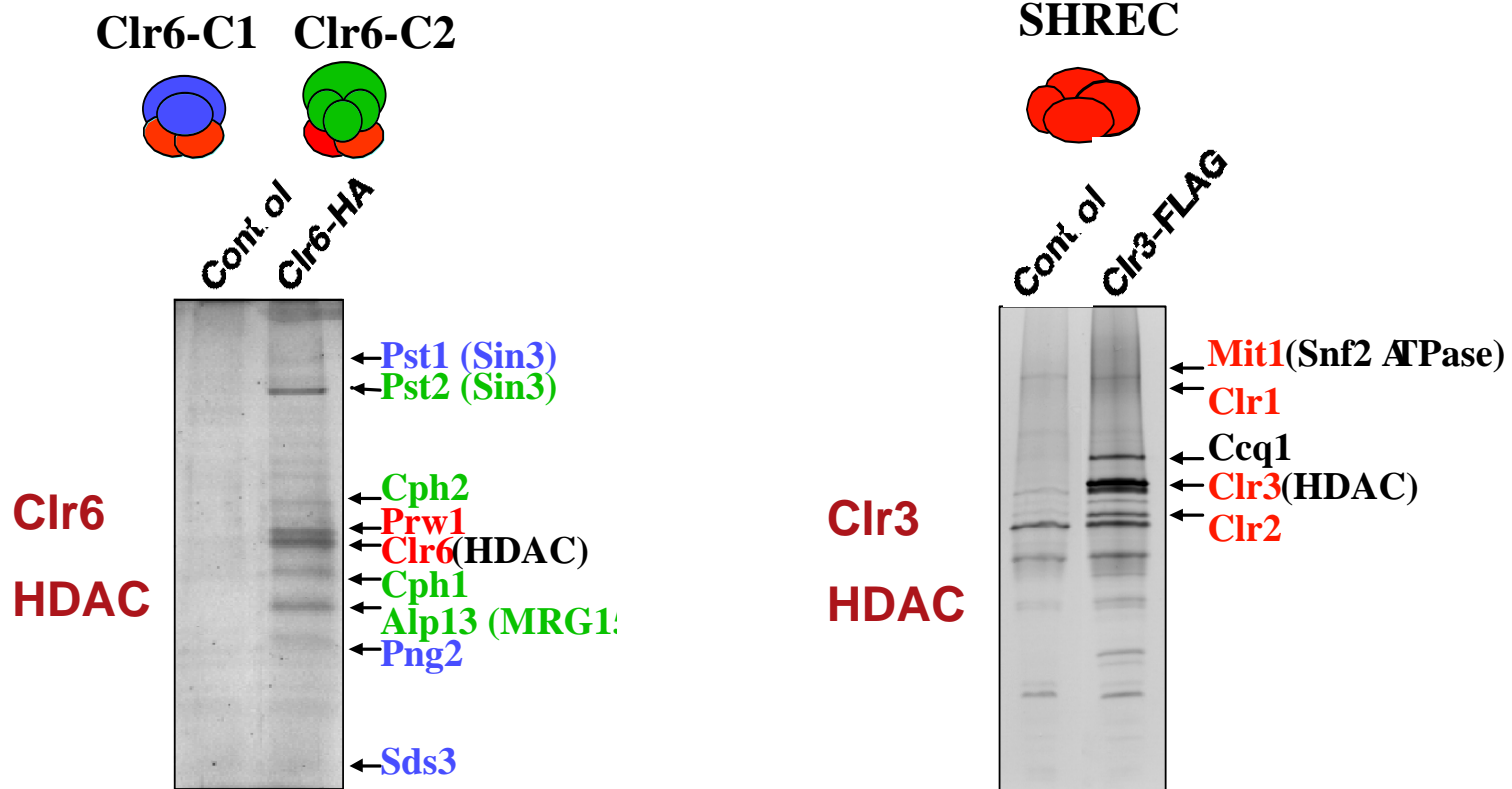 Clr6-C1 Clr6-C2
Control
Clr6-HA
Pst1 (Sin3)
Pst2 (Sin3)
Cph2
Prw1
Clr6(HDAC)
Cph1
Alp13 (MRG15
Png2
Sds3
Clr6
HDAC
SHREC
Control
Clr3-FLAG
Mit1(Snf2 ATPase)
Clr1
Ccq1
Clr3(HDAC)
Clr2
Clr3
HDAC